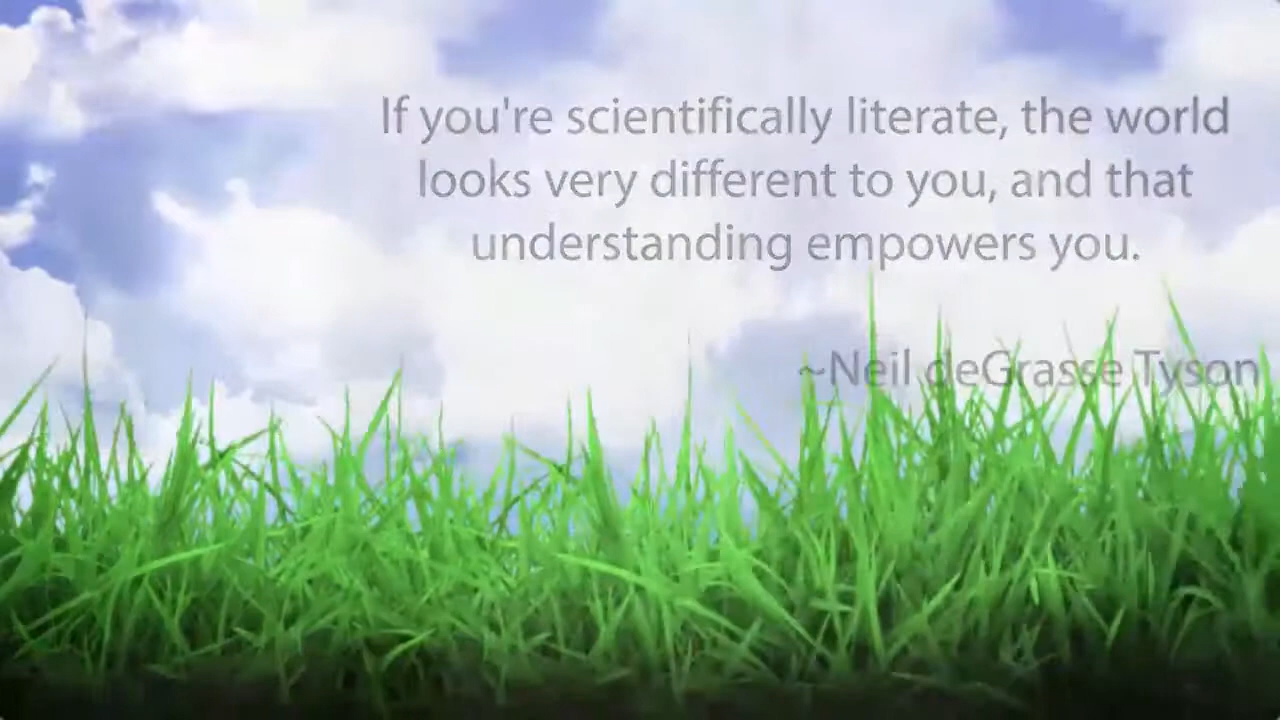 If you're scientifically literate, the world
looks very different to you, and that
understanding empowers you.
~Neil deGrasse Tyson